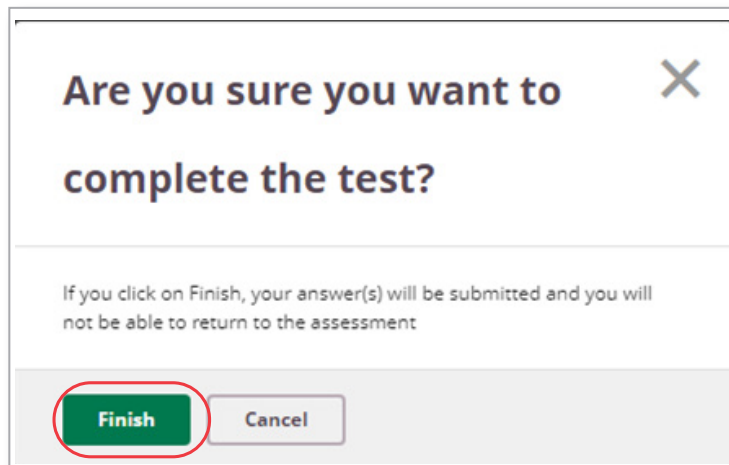 Are you sure you want to
complete the test?
If you click on Finish, your answer(s) will be submitted and you will
not be able to return to the assessment
Finish
Cancel